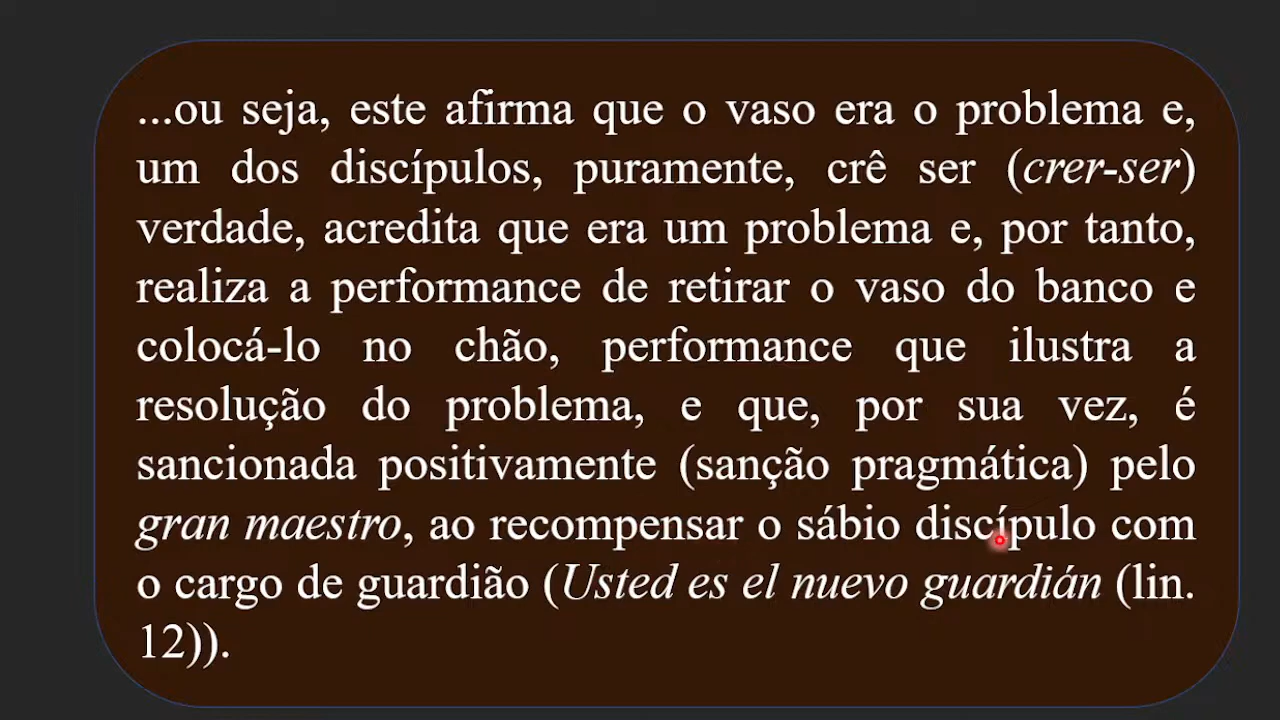 ...ou seja, este afirma que o vaso era o problema e,
um dos discípulos, puramente, crê ser (crer-ser)
verdade, acredita que era um problema e, por tanto,
realiza a performance de retirar o vaso do banco e
colocá-lo no chão, performance que ilustra a
resolução do problema, e que, por sua vez, é
sancionada positivamente (sanção pragmática) pelo
gran maestro, ao recompensar o sábio discípulo com
o cargo de guardião (Usted es el nuevo guardián (lin.
12)).